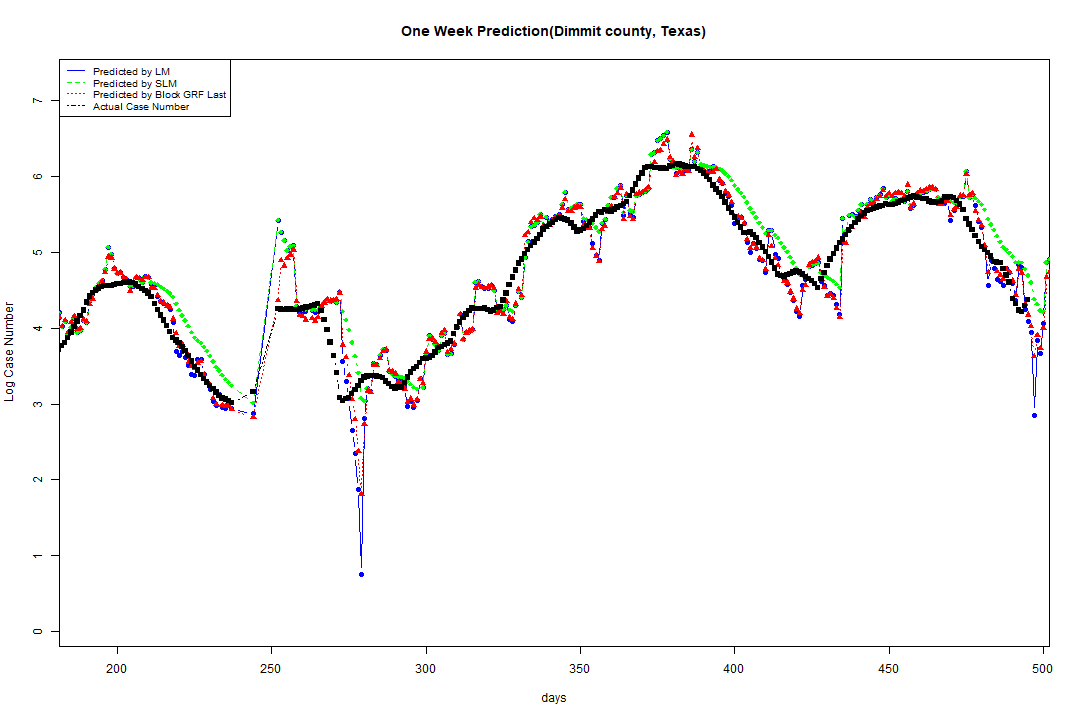 One Week Prediction(Dimmit county, Texas)
Predicted by LM
Predicted by SLM
Predicted by Block GRF Last
Actual Case Number
7
6
5
4
3
2
1
0
Log Case Number
200 250 300 350 400 450 500
days